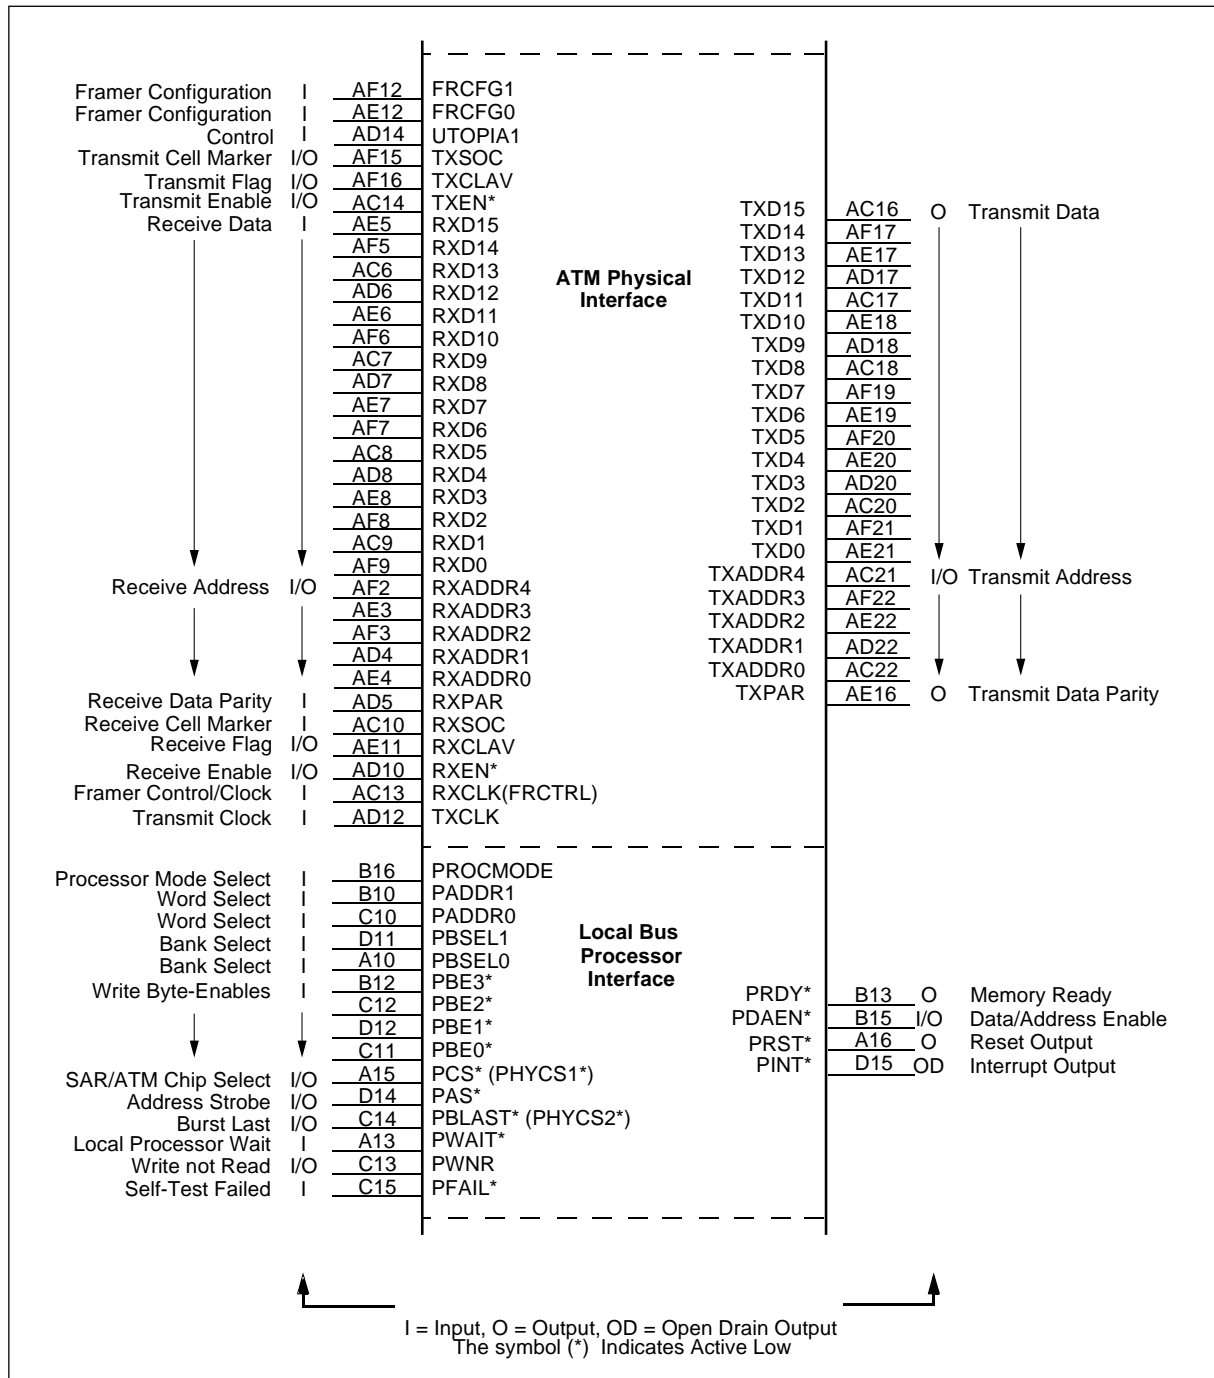 Framer Configuration I AF12 FRCFG1
Framer Configuration I AE12 FRCFG0
Control I AD14 UTOPIA1
Transmit Cell Marker I/O AF15 TXSOC
Transmit Flag I/O AF16 TXCLAV
Transmit Enable I/O AC14 TXEN*
Receive Data I AE5 RXD15
AF5 RXD14
AC6 RXD13
AD6 RXD12
AE6 RXD11
AF6 RXD10
AC7 RXD9
AD7 RXD8
AE7 RXD7
AF7 RXD6
AC8 RXD5
AD8 RXD4
AE8 RXD3
AF8 RXD2
AC9 RXD1
AF9 RXD0
Receive Address I/O AF2 RXADDR4
AE3 RXADDR3
AF3 RXADDR2
AD4 RXADDR1
AE4 RXADDR0
Receive Data Parity I AD5 RXPAR
Receive Cell Marker I AC10 RXSOC
Receive Flag I/O AE11 RXCLAV
Receive Enable I/O AD10 RXEN*
Framer Control/Clock I AC13 RXCLK(FRCTRL)
Transmit Clock I AD12 TXCLK
ATM Physical
Interface
TXD15 AC16 O Transmit Data
TXD14 AF17
TXD13 AE17
TXD12 AD17
TXD11 AC17
TXD10 AE18
TXD9 AD18
TXD8 AC18
TXD7 AF19
TXD6 AE19
TXD5 AF20
TXD4 AE20
TXD3 AD20
TXD2 AC20
TXD1 AF21
TXD0 AE21
TXADDR4 AC21 I/O Transmit Address
TXADDR3 AF22
TXADDR2 AE22
TXADDR1 AD22
TXADDR0 AC22
TXPAR AE16 O Transmit Data Parity
Processor Mode Select I B16 PROCMODE
Word Select I B10 PADDR1
Word Select I C10 PADDR0
Bank Select I D11 PBSEL1
Bank Select I A10 PBSEL0
Write Byte-Enables I B12 PBE3*
C12 PBE2*
D12 PBE1*
C11 PBE0*
SAR/ATM Chip Select I/O A15 PCS* (PHYCS1*)
Address Strobe I/O D14 PAS*
Burst Last I/O C14 PBLAST* (PHYCS2*)
Local Processor Wait I A13 PWAIT*
Write not Read I/O C13 PWNR
Self-Test Failed I C15 PFAIL*
Local Bus
Processor
Interface
PRDY* B13 O Memory Ready
PDAEN* B15 I/O Data/Address Enable
PRST* A16 O Reset Output
PINT* D15 OD Interrupt Output
I = Input, O = Output, OD = Open Drain Output
The symbol (*) Indicates Active Low